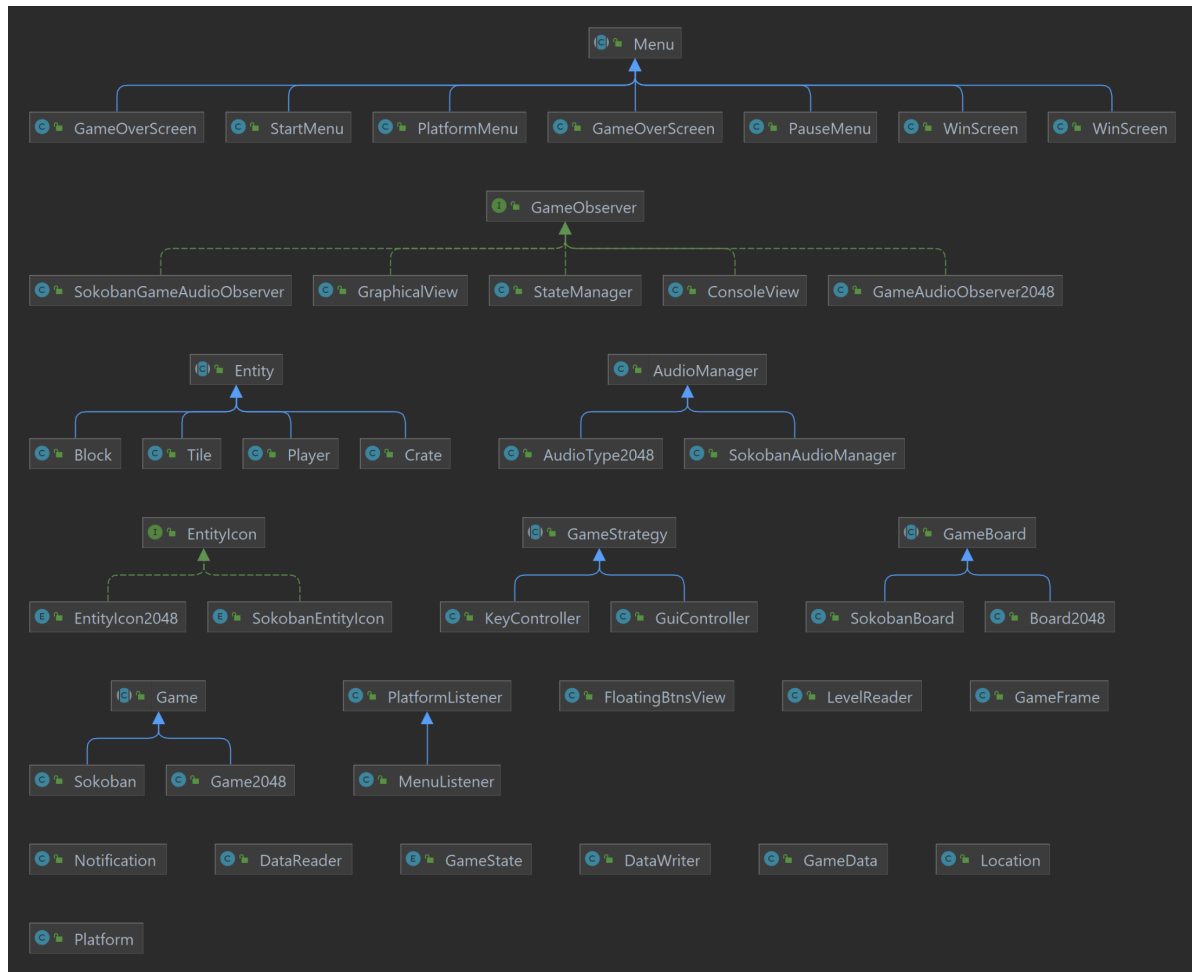 Menu
GameOverScreen StartMenu PlatformMenu GameOverScreen PauseMenu WinScreen WinScreen
GameObserver
SokobanGameAudioObserver GraphicalView StateManager ConsoleView GameAudioObserver2048
Entity AudioManager
Block Tile Player Crate AudioType2048 SokobanAudioManager
EntityIcon GameStrategy GameBoard
EntityIcon2048 SokobanEntityIcon KeyController GuiController SokobanBoard Board2048
Game PlatformListener FloatingBtnsView LevelReader GameFrame
Sokoban Game2048 MenuListener
Notification DataReader GameState DataWriter GameData Location
Platform